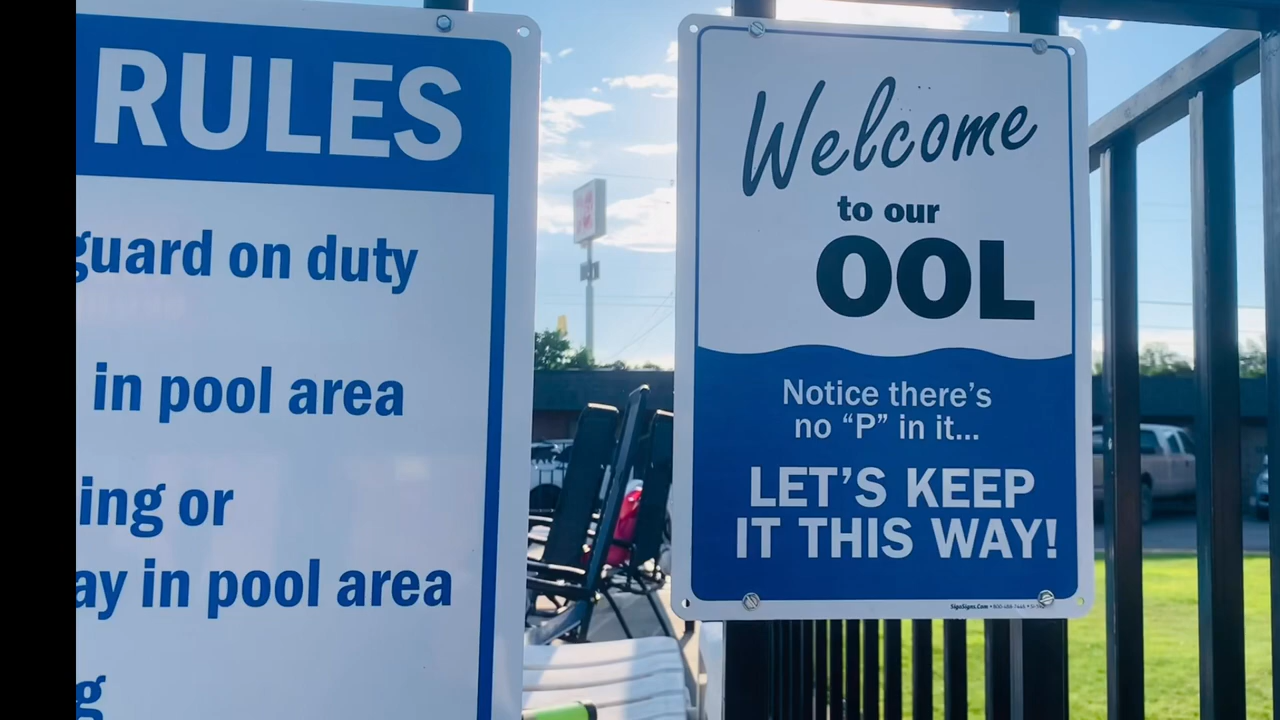 RULES
guard on duty
in pool area
ing or
ay in pool area
g
Welcome
to our
OOL
Notice there's
no “P” in it...
LET'S KEEP
IT THIS WAY!